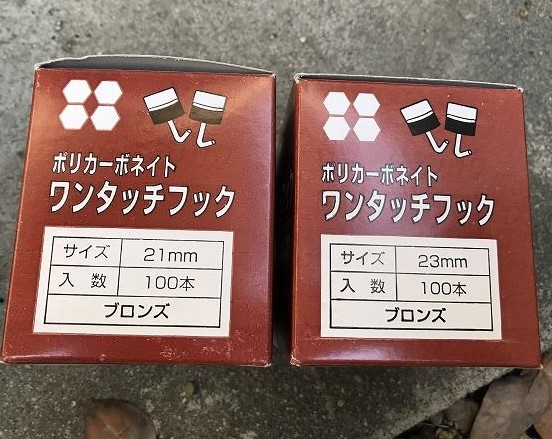 ポリカーボネイト
ワンタッチフック
サイズ 21mm
入数 100本
ブロンズ
ポリカーボネイト
ワンタッチフック
サイズ 23mm
入数 100本
ブロンズ